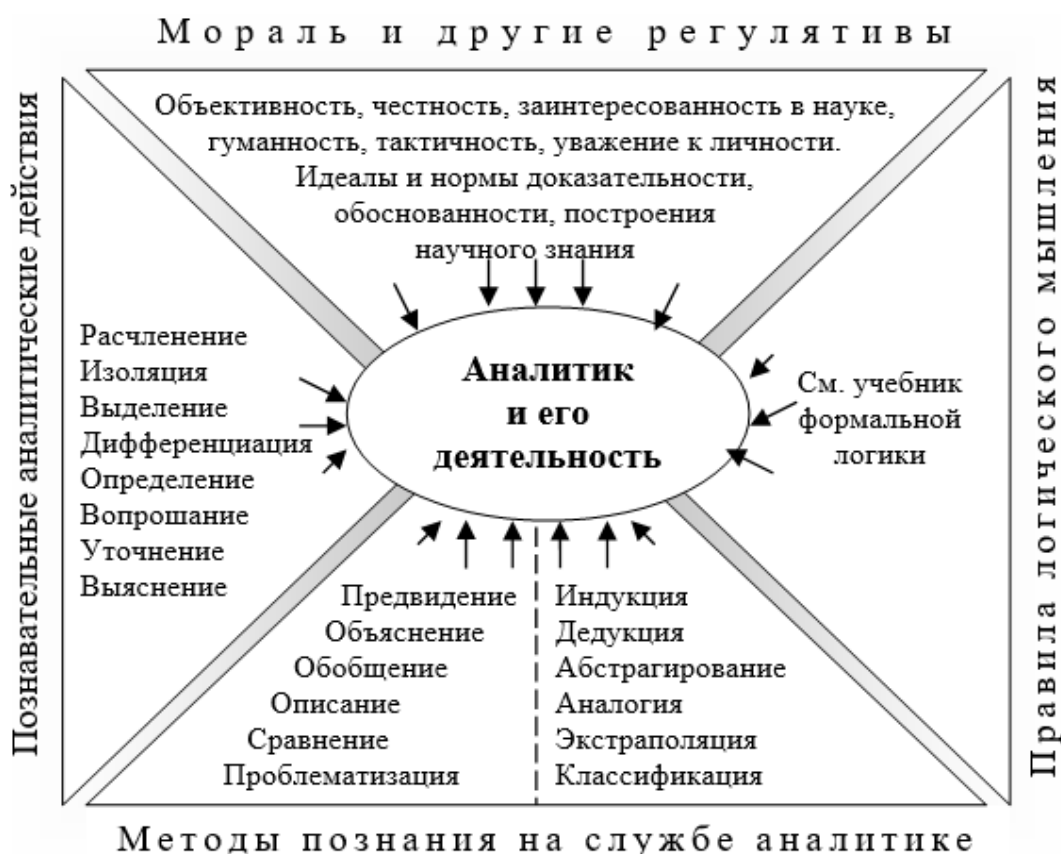 Мораль и другие регулятивы
Объективность, честность, заинтересованность в науке,
гуманность, тактичность, уважение к личности.
Идеалы и нормы доказательности,
обоснованности, построения
научного знания
Познавательные аналитические действия
Расчленение
Изоляция
Выделение
Дифференциация
Определение
Вопрошание
Уточнение
Выяснение
Аналитик
и его
деятельность
См. учебник
формальной
логики
Правила логического мышления
Предвидение
Объяснение
Обобщение
Описание
Сравнение
Проблематизация
Индукция
Дедукция
Абстрагирование
Аналогия
Экстраполяция
Классификация
Методы познания на службе аналитике